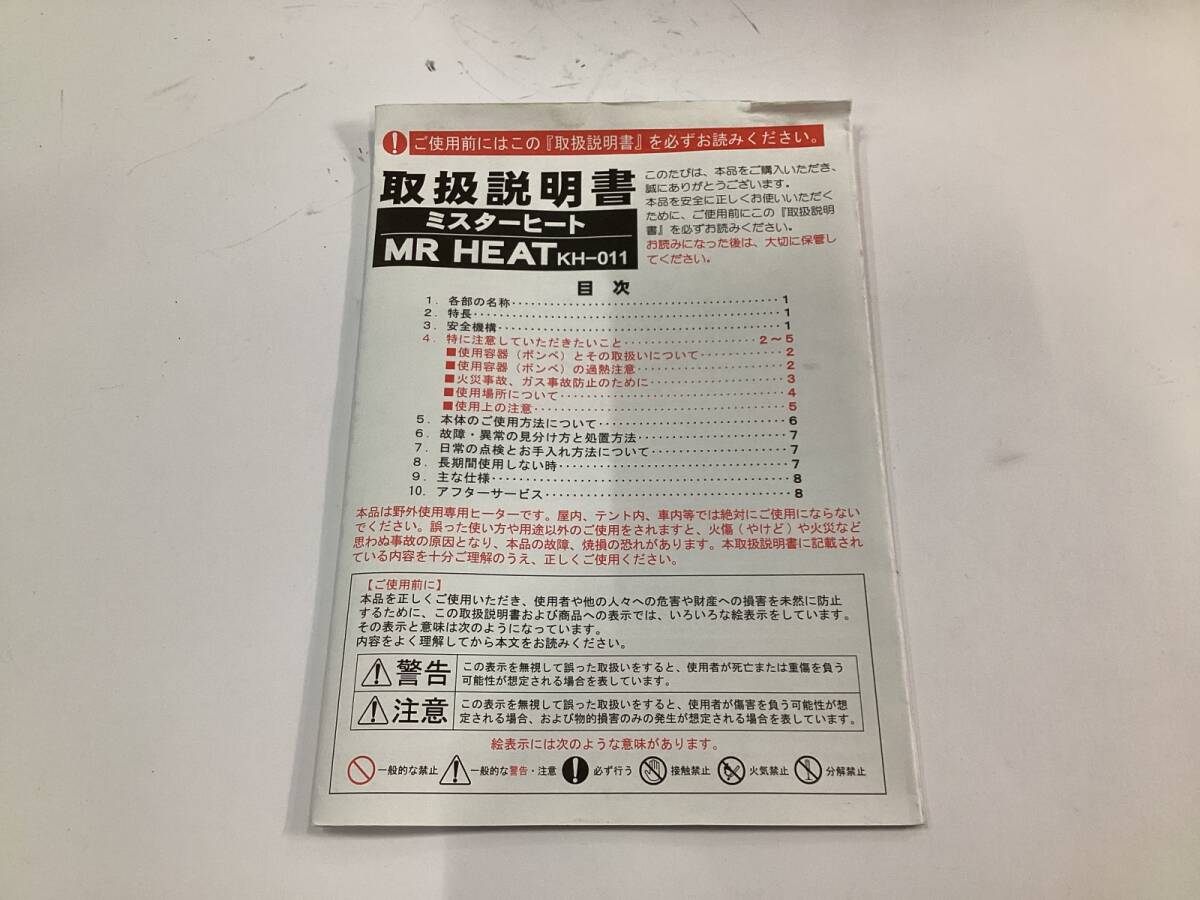 ご使用前にはこの『取扱説明書』を必ずお読みください。
取扱説明書
ミスターヒート
MR HEAT KH-011
このたびは、本品をご購入いただき、
誠にありがとうございます。
本品を安全に正しくお使いいただく
ために、ご使用前にこの『取扱説明
書』を必ずお読みください。
お読みになった後は、大切に保管し
てください。
目 次
1. 各部の名称・・・・・・・・・・1
2. 特長・・・・・・・・・・1
3. 安全機構・・・・・・・・・・1
4. 特に注意していただきたいこと・・・・・・・・・・2～5
■使用容器（ボンベ）とその取扱いについて・・・・・・・・・・2
■使用容器（ボンベ）の過熱注意・・・・・・・・・・2
■火災事故、ガス事故防止のために・・・・・・・・・・3
■使用場所について・・・・・・・・・・4
■使用上の注意・・・・・・・・・・5
5. 本体のご使用方法について・・・・・・・・・・6
6. 故障・異常の見分け方と処置方法・・・・・・・・・・7
7. 日常の点検とお手入れ方法について・・・・・・・・・・7
8. 長期間使用しない時・・・・・・・・・・7
9. 主な仕様・・・・・・・・・・8
10. アフターサービス・・・・・・・・・・8
本品は野外使用専用ヒーターです。屋内、テント内、車内等では絶対にご使用にならない
でください。誤った使い方や用途以外のご使用をされますと、火傷（やけど）や火災など
思わぬ事故の原因となり、本品の故障、焼損の恐れがあります。本取扱説明書に記載され
ている内容を十分ご理解のうえ、正しくご使用ください。
【ご使用前に】
本品を正しくご使用いただき、使用者や他の人々への危害や財産への損害を未然に防止
するために、この取扱説明書および商品への表示では、いろいろな絵表示をしています。
その表示と意味は次のようになっています。
内容をよく理解してから本文をお読みください。
警告
この表示を無視して誤った取扱いをすると、使用者が死亡または重傷を負う
可能性が想定される場合を表しています。
注意
この表示を無視して誤った取扱いをすると、使用者が傷害を負う可能性が想
定される場合、および物的損害のみの発生が想定される場合を表しています。
絵表示には次のような意味があります。
一般的な禁止 一般的な警告・注意 必ず行う 接触禁止 火気禁止 分解禁止